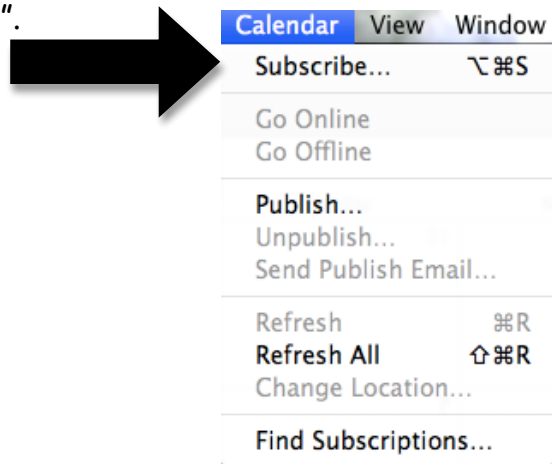 ".
Calendar View Window
Subscribe... ⌥⌘S
Go Online
Go Offline
Publish...
Unpublish...
Send Publish Email...
Refresh ⌘R
Refresh All ⇧⌘R
Change Location...
Find Subscriptions...